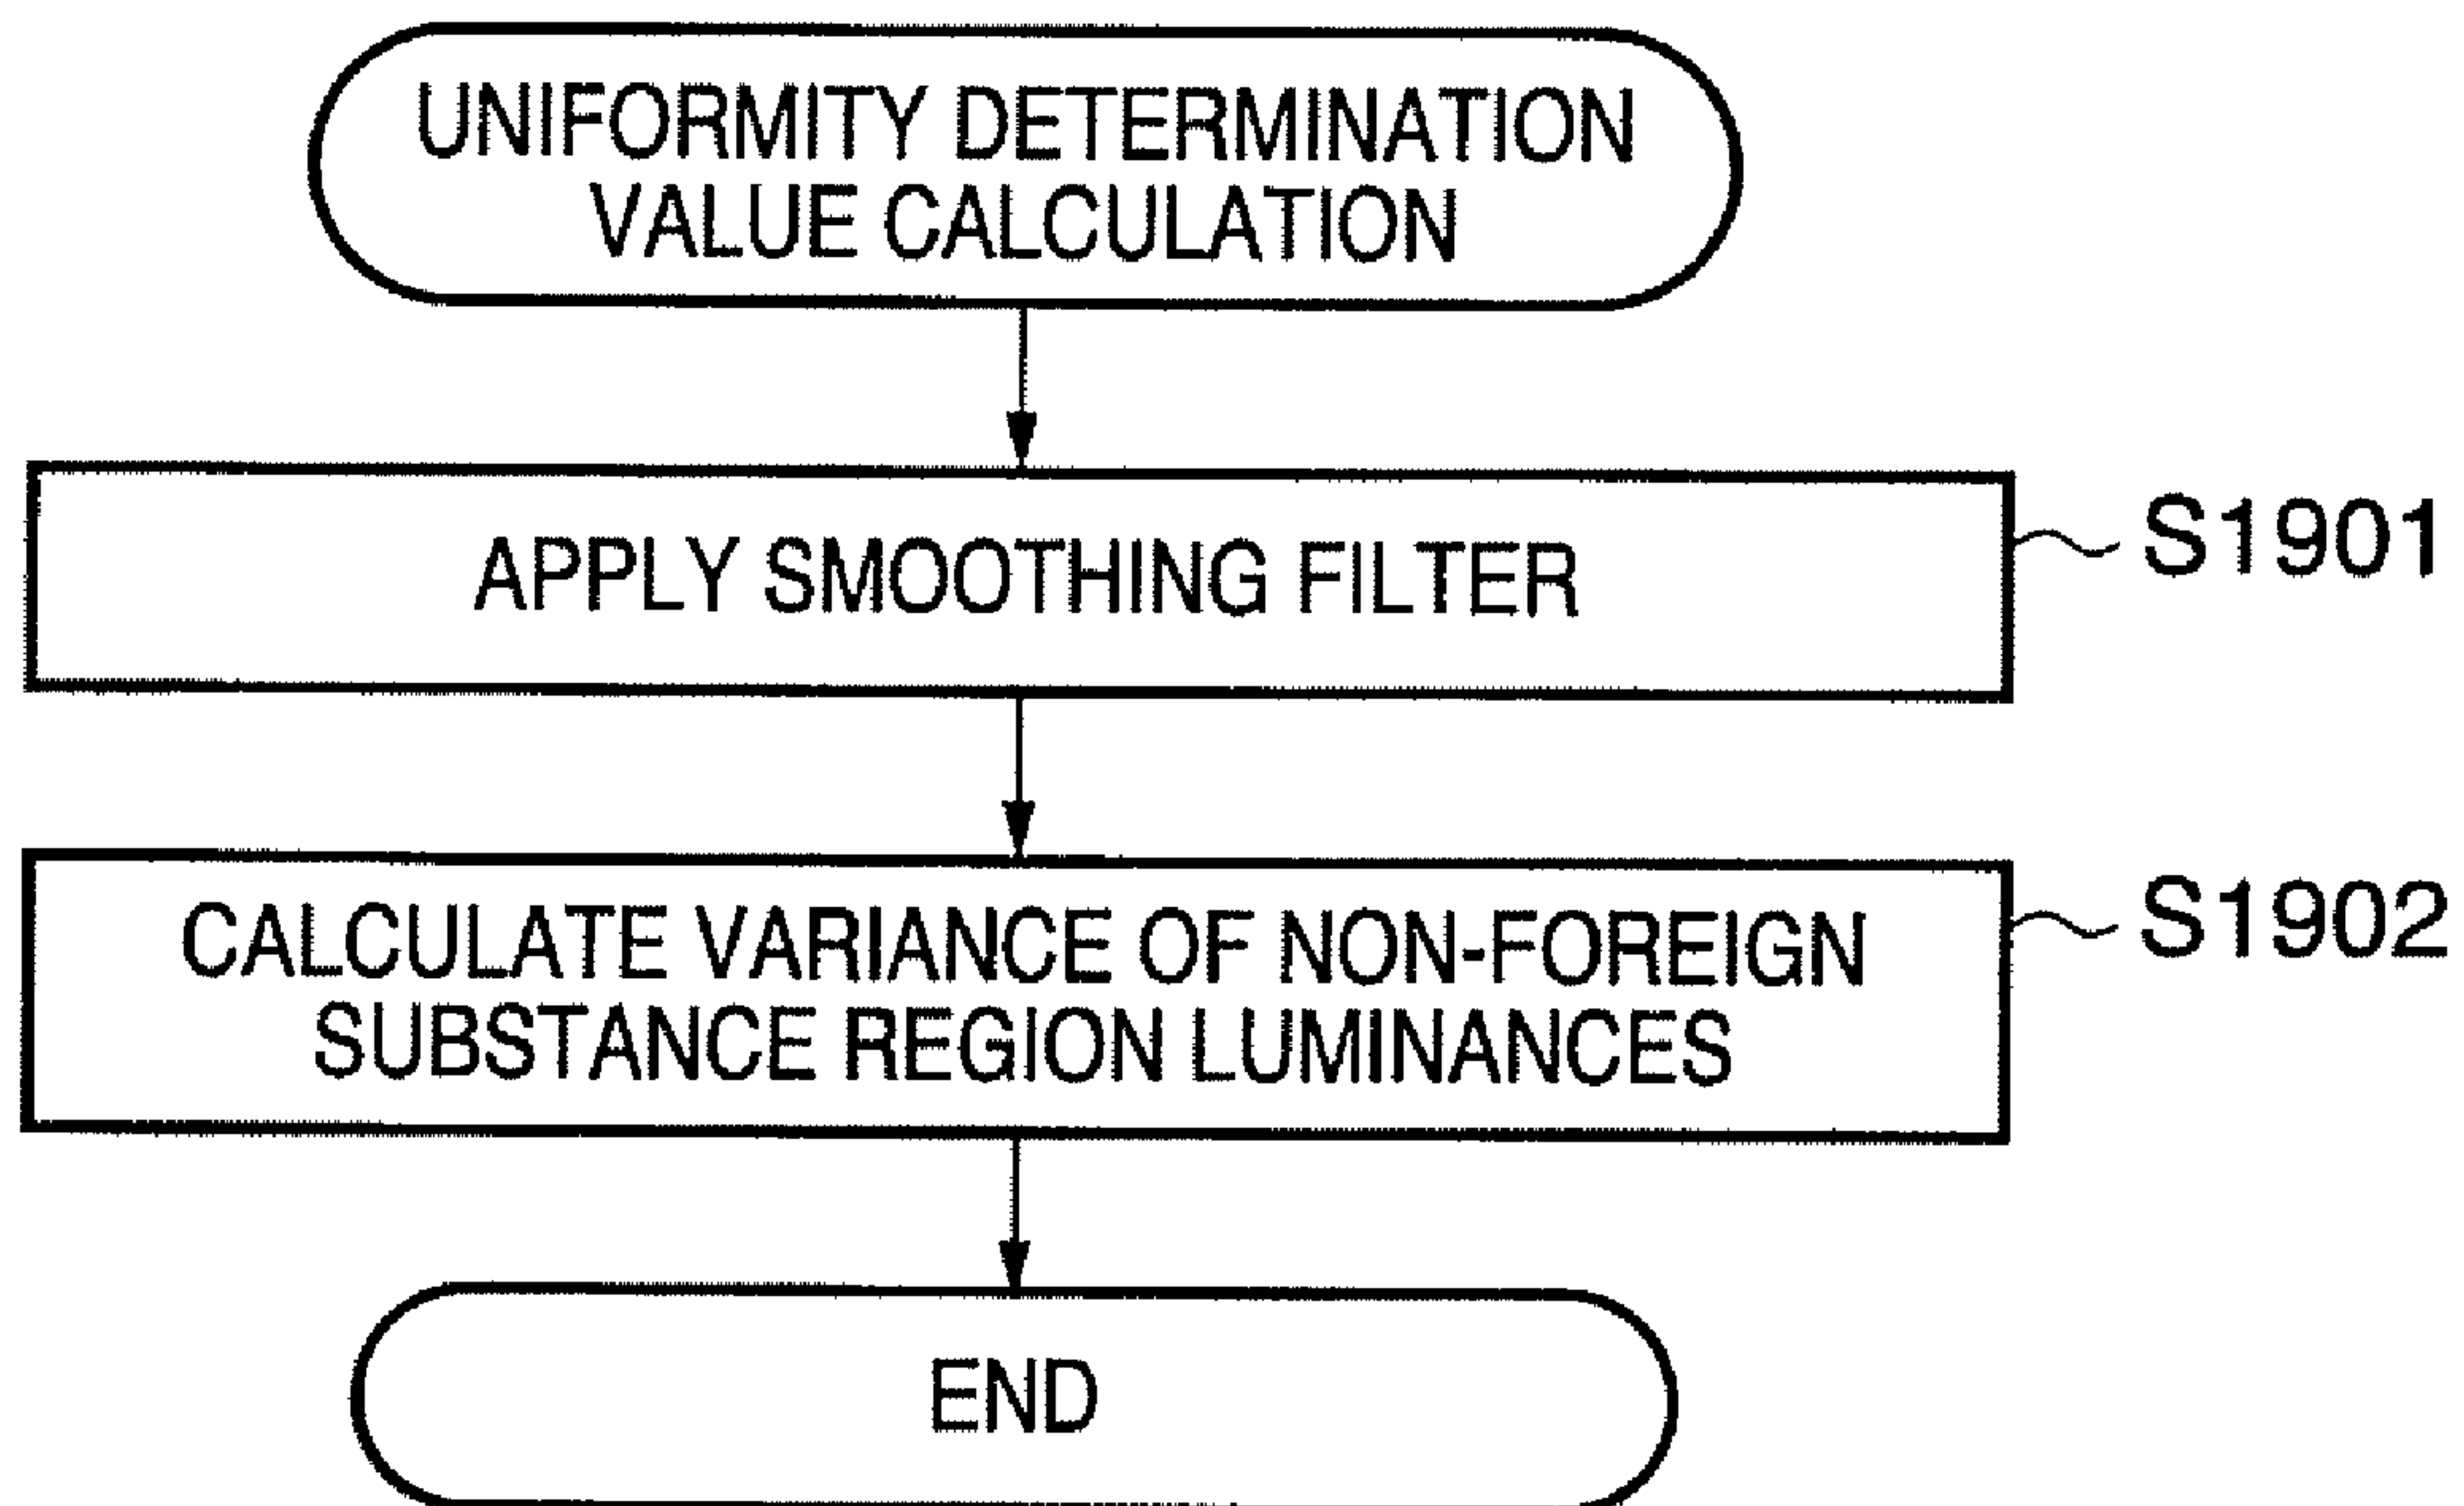 UNIFORMITY DETERMINATION
VALUE CALCULATION
APPLY SMOOTHING FILTER
S1901
CALCULATE VARIANCE OF NON-FOREIGN
SUBSTANCE REGION LUMINANCES
S1902
END